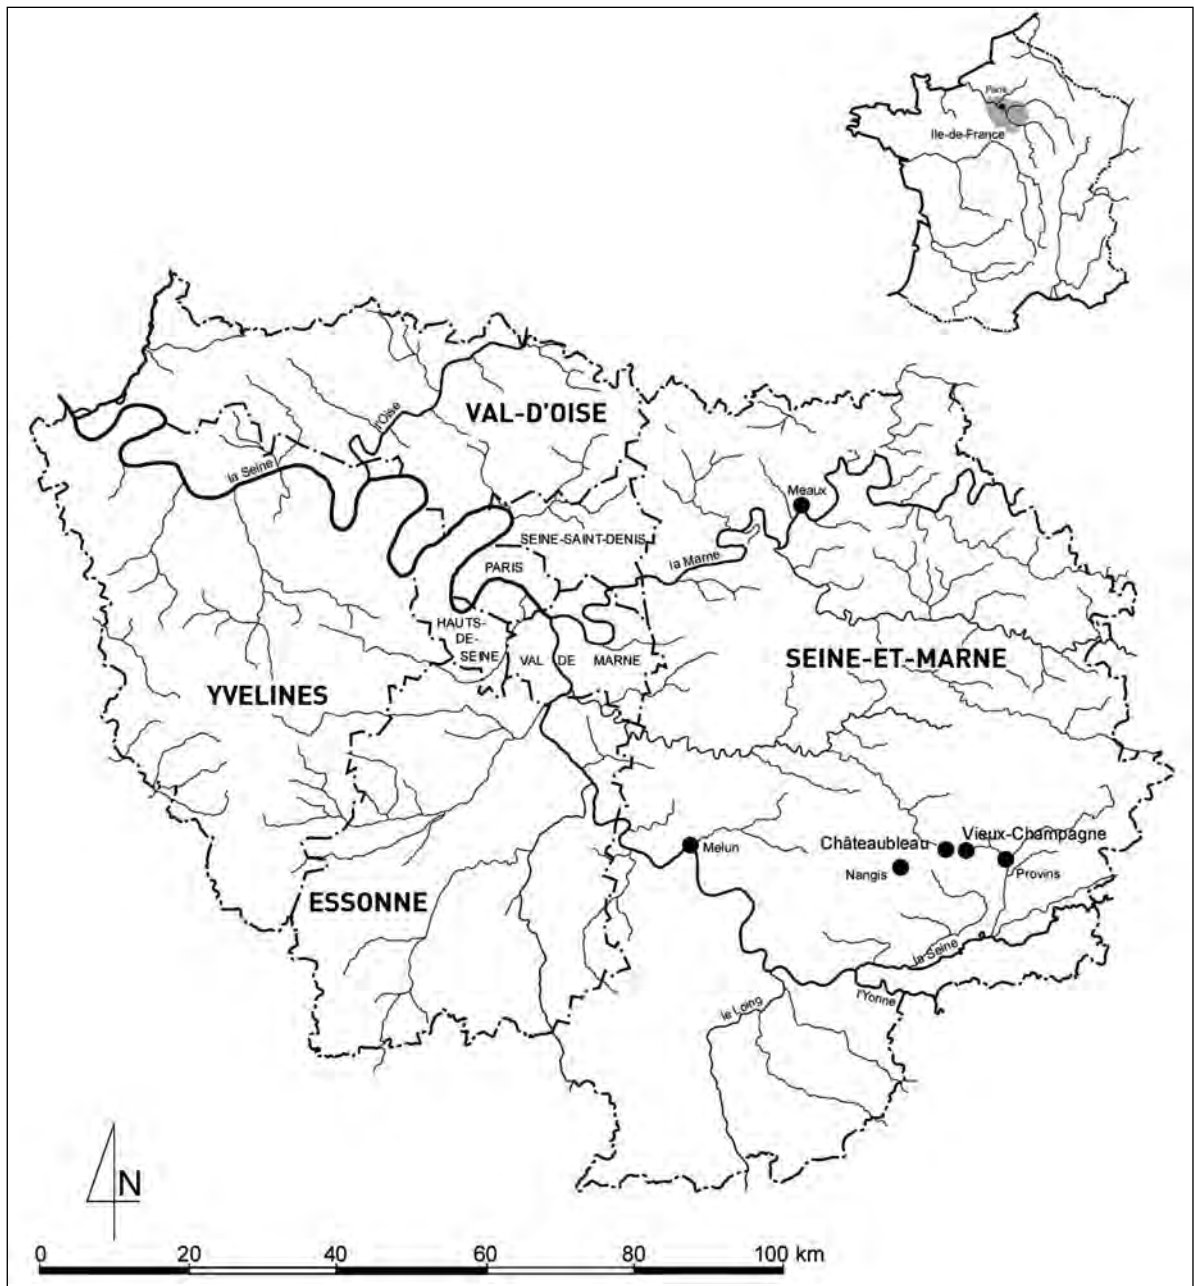 Paris
Ile-de-France
l'Oise
VAL-D'OISE
la Seine
Meaux
SEINE-SAINT-DENIS
la Marne
PARIS
HAUTS-
DE-
SEINE
VAL DE MARNE
SEINE-ET-MARNE
YVELINES
Vieux-Champagne
Châteaubleau
Melun
Nangis
Provins
ESSONNE
la Seine
l'Yonne
le Loing
N
0 20 40 60 80 100 km